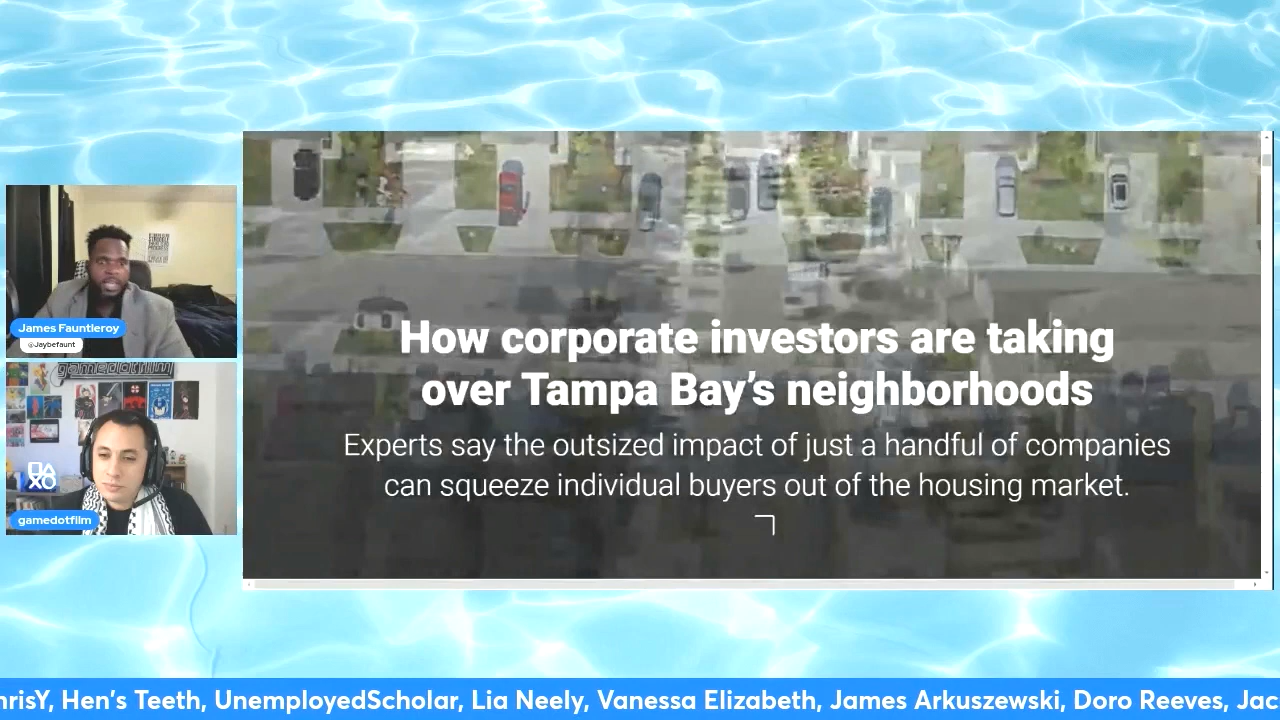 How corporate investors are taking
over Tampa Bay's neighborhoods
Experts say the outsized impact of just a handful of companies
can squeeze individual buyers out of the housing market.
James Fauntleroy
@Jaybefaunt
gamedotfilm
gamedotfilm
hrisY, Hen's Teeth, UnemployedScholar, Lia Neely, Vanessa Elizabeth, James Arkuszewski, Doro Reeves, Jac